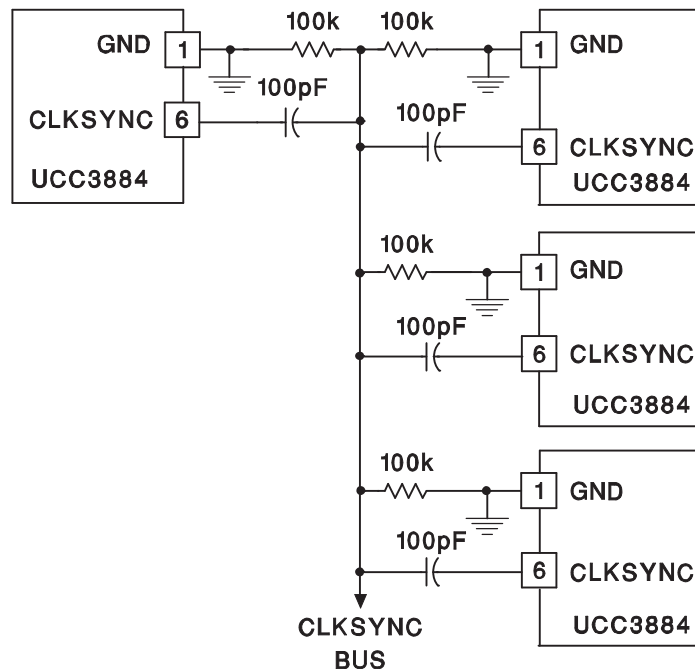 100k 100k
GND 1
1 GND
100pF
100pF
CLKSYNC 6
6 CLKSYNC
UCC3884
UCC3884
100k
1 GND
100pF
6 CLKSYNC
UCC3884
100k
1 GND
100pF
6 CLKSYNC
UCC3884
CLKSYNC
BUS